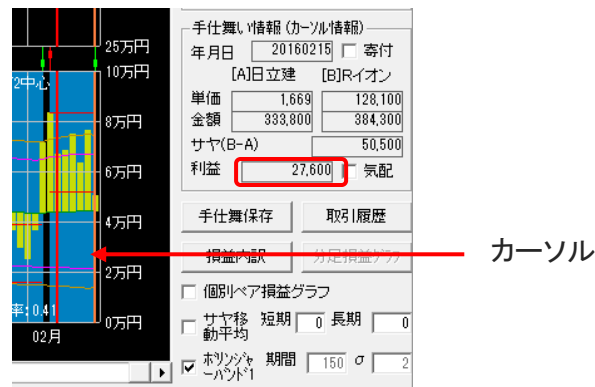 25万円
10万円
2中心
8万円
6万円
4万円
2万円
0万円
率:0.41
02月
手仕舞い情報(カーソル情報)
年月日 20160215 寄付
[A]日立建 [B]Rイオン
単価 1,669 128,100
金額 333,800 384,300
サヤ(B-A) 50,500
利益 27,600 気配
手仕舞保存 取引履歴
損益内訳 分足損益グラフ
個別ペア損益グラフ
サヤ移動平均 短期 0 長期 0
ボリンジャーバンド1 期間 150 σ 2
カーソル